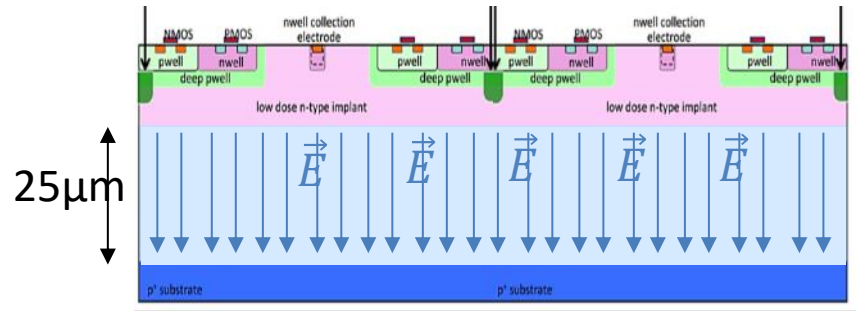 nwell collection
electrode
NMOS PMOS
pwell nwell
deep pwell
pwell nwell
deep pwell
low dose n-type implant
nwell collection
electrode
NMOS PMOS
pwell nwell
deep pwell
pwell nwell
deep pwell
low dose n-type implant
25µm
E E E E E
p⁺ substrate p⁺ substrate